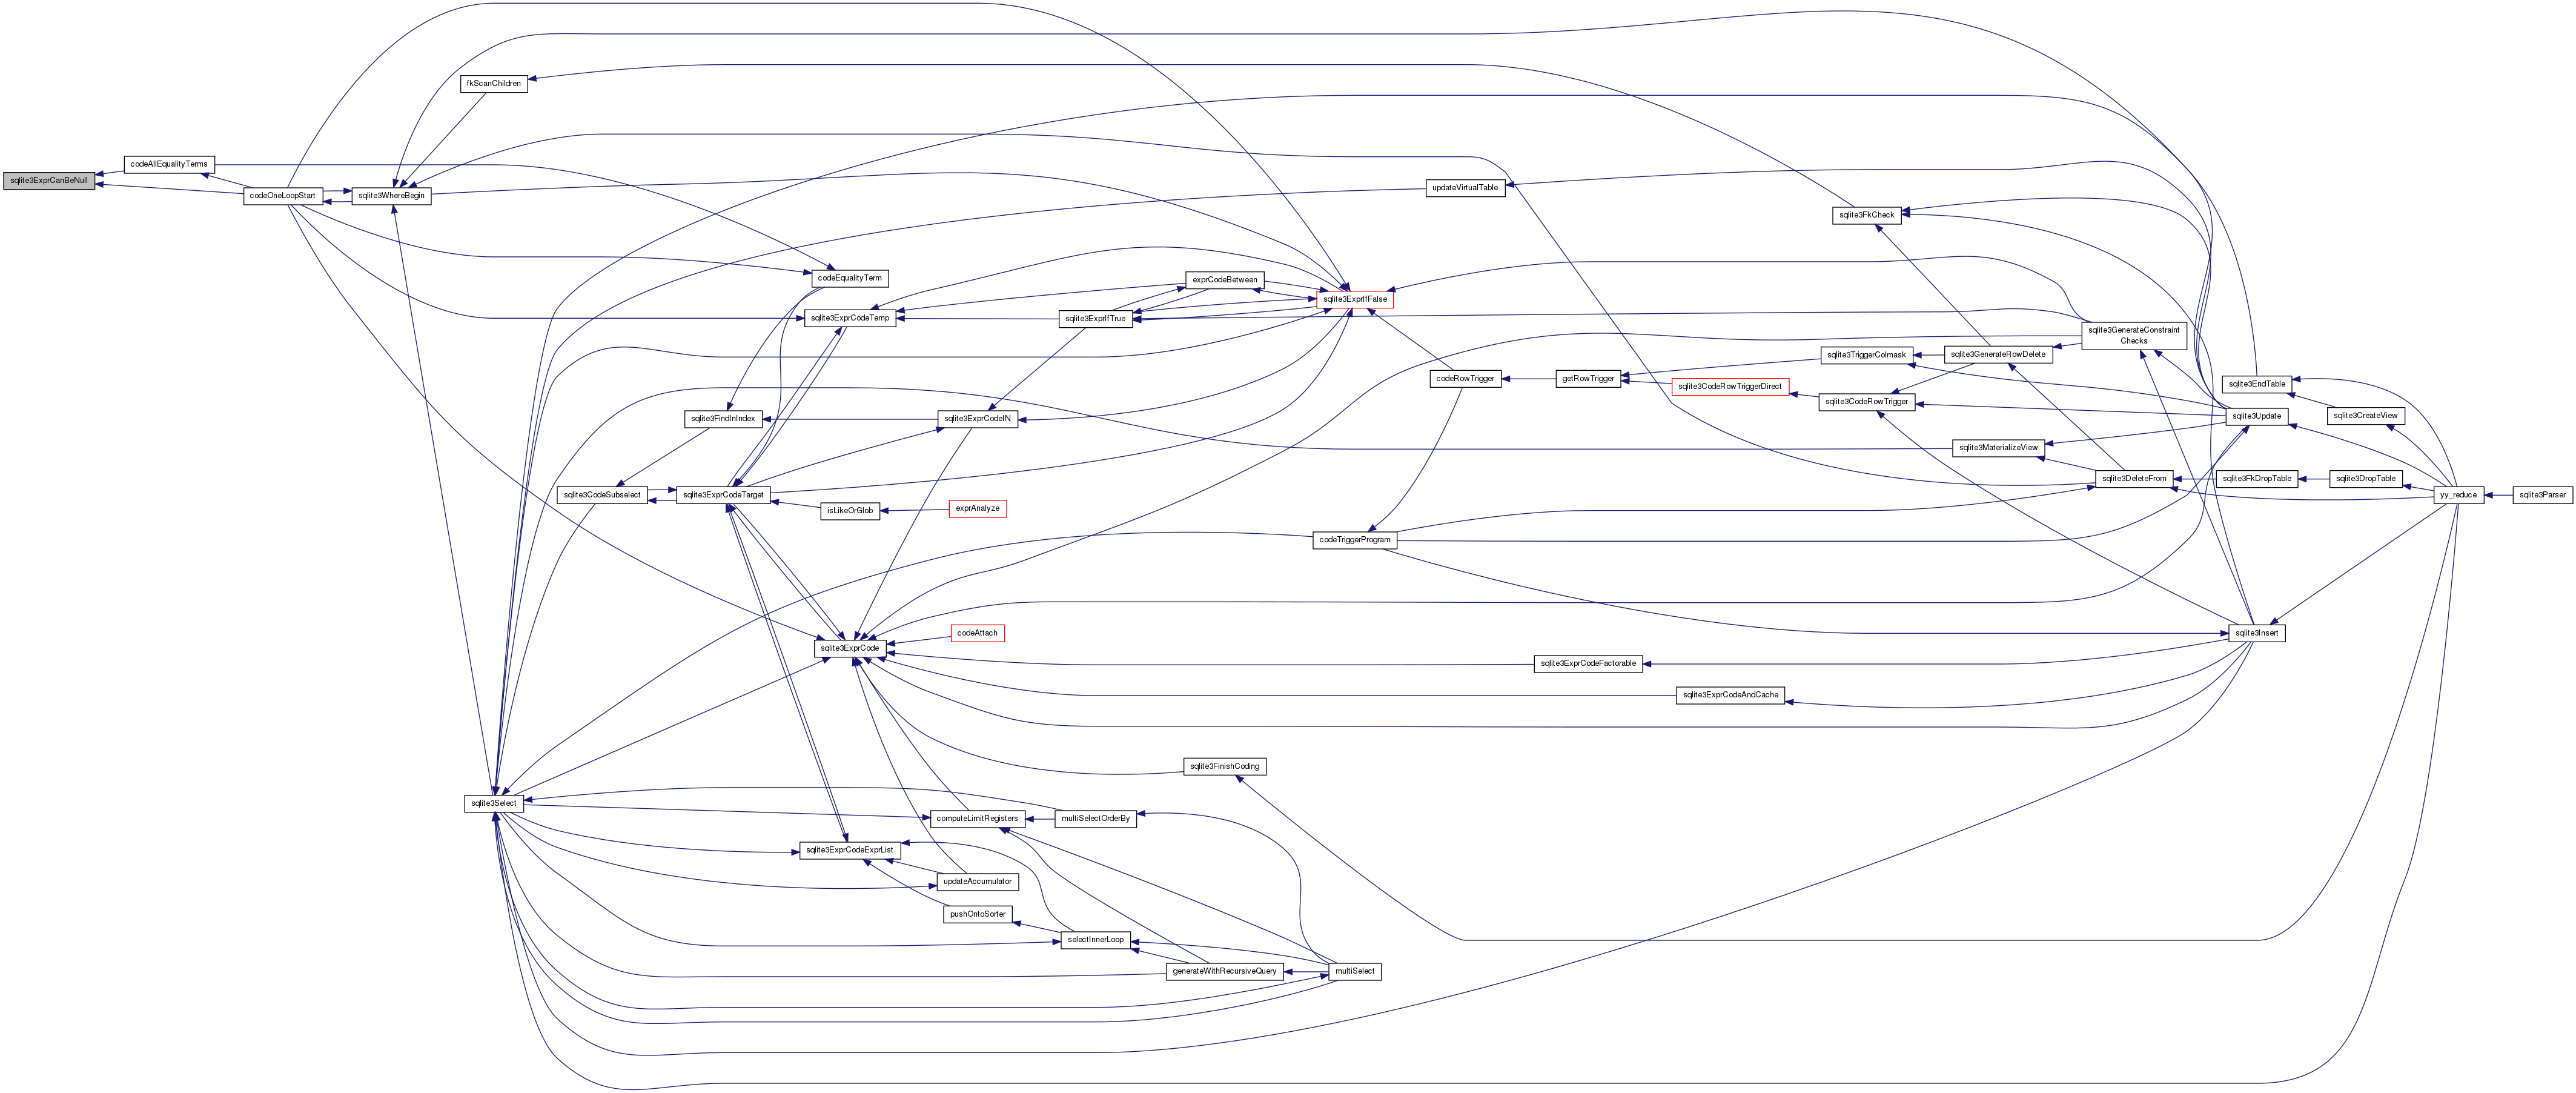 sqlite3ExprCanBeNull
codeAllEqualityTerms
codeOneLoopStart
sqlite3WhereBegin
fkScanChildren
sqlite3Select
sqlite3CodeSubselect
sqlite3FindInIndex
sqlite3ExprCodeTarget
codeEqualityTerm
sqlite3ExprCodeTemp
isLikeOrGlob
sqlite3ExprCode
sqlite3ExprCodeExprList
sqlite3ExprCodeIN
exprAnalyze
codeAttach
computeLimitRegisters
updateAccumulator
pushOntoSorter
exprCodeBetween
sqlite3ExprIfTrue
sqlite3FinishCoding
multiSelectOrderBy
selectInnerLoop
generateWithRecursiveQuery
sqlite3ExprIfFalse
codeTriggerProgram
multiSelect
updateVirtualTable
codeRowTrigger
getRowTrigger
sqlite3ExprCodeFactorable
sqlite3CodeRowTriggerDirect
sqlite3ExprCodeAndCache
sqlite3FkCheck
sqlite3TriggerColmask
sqlite3CodeRowTrigger
sqlite3GenerateRowDelete
sqlite3MaterializeView
sqlite3GenerateConstraint
Checks
sqlite3DeleteFrom
sqlite3EndTable
sqlite3Update
sqlite3FkDropTable
sqlite3Insert
sqlite3CreateView
sqlite3DropTable
yy_reduce
sqlite3Parser